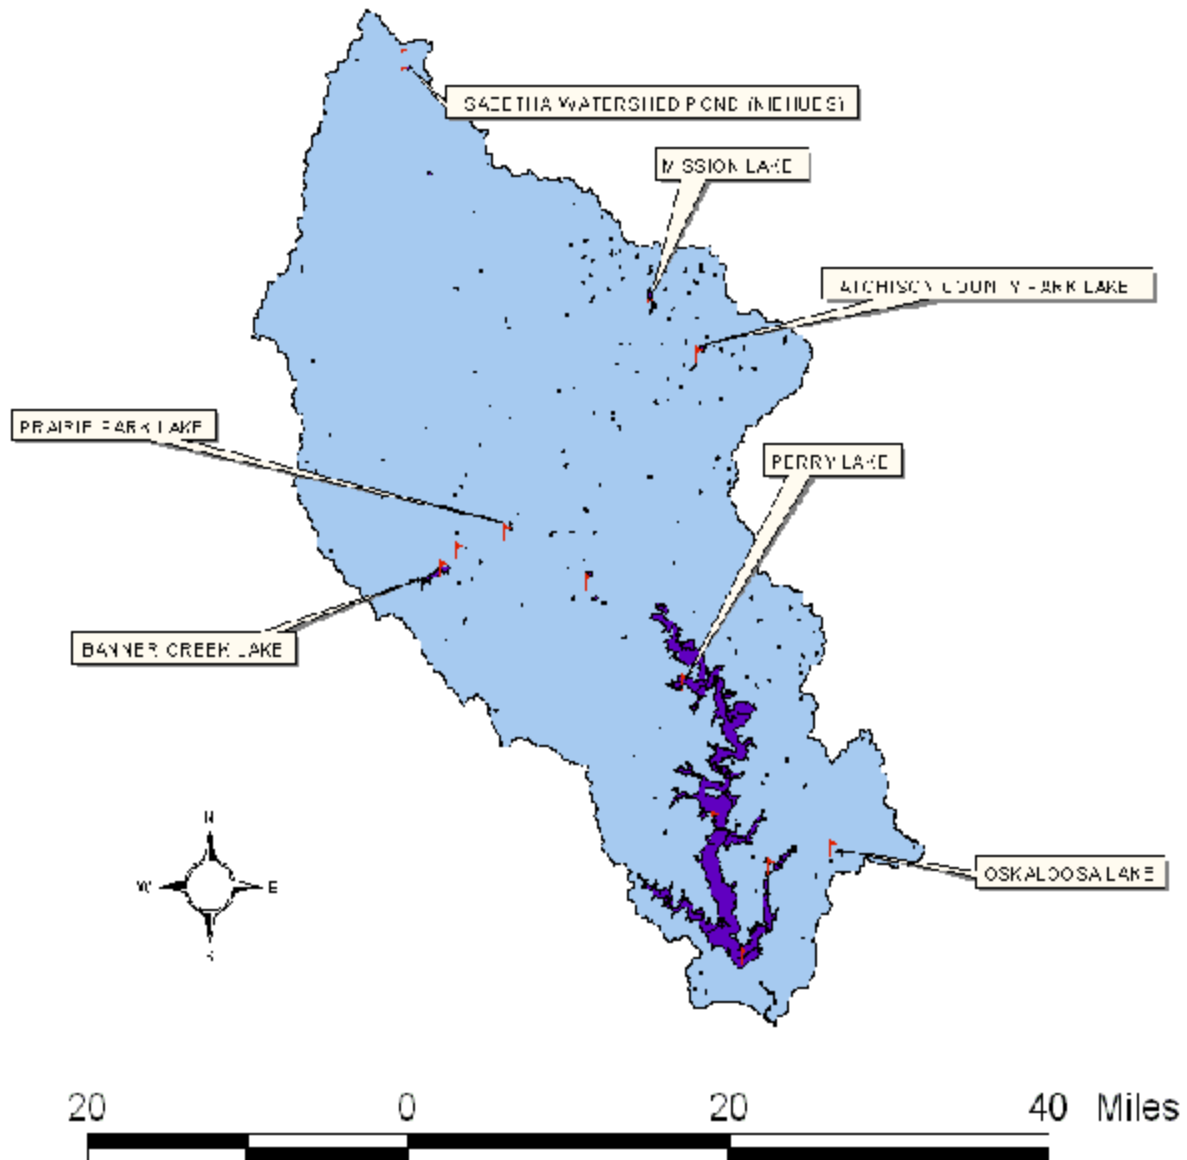 SABETHA WATERSHED POND (NIEHUES)
MISSION LAKE
ATCHISON COUNTY PARK LAKE
PRAIRIE PARK LAKE
PERRY LAKE
BANNER CREEK LAKE
N
W E
S
OSKALOOSA LAKE
20 0 20 40 Miles